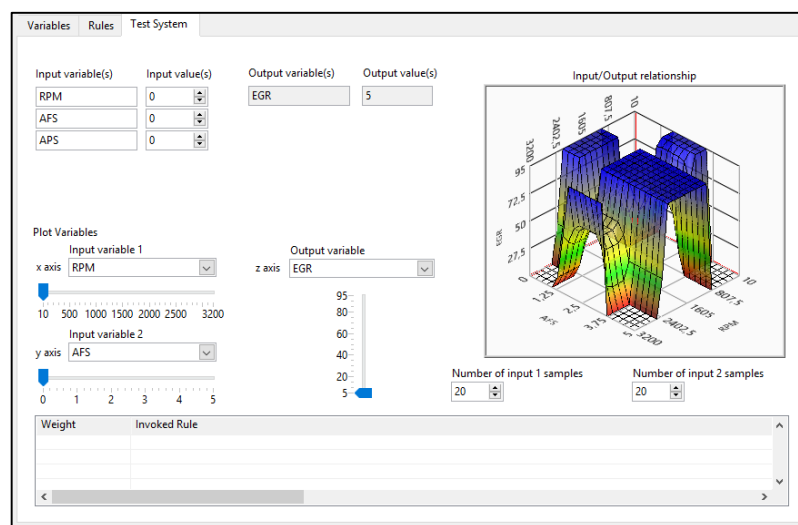 Variables Rules Test System
Input variable(s) Input value(s) Output variable(s) Output value(s)
RPM 0 EGR 5
AFS 0
APS 0
Input/Output relationship
3200 2402,5 1605 807,5 10
95
72,5
50
27,5
EGR
0 1,25 2,5 3,75 5
AFS
3200 2402,5 1605 807,5 10
RPM
Plot Variables
Input variable 1
x axis RPM
10 500 1000 1500 2000 2500 3200
Input variable 2
y axis AFS
0 1 2 3 4 5
Output variable
z axis EGR
95
80
60
40
20
5
Number of input 1 samples Number of input 2 samples
20 20
Weight Invoked Rule